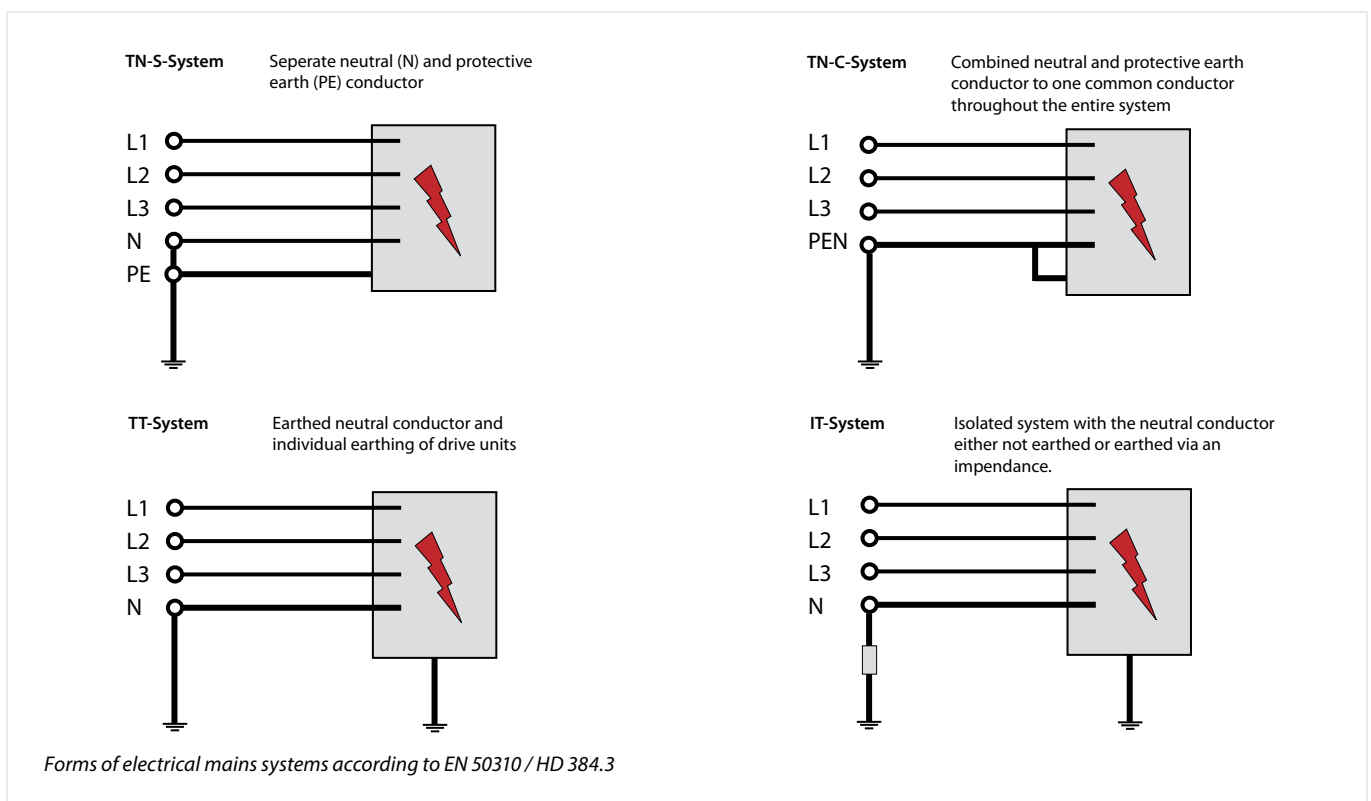 TN-S-System
Seperate neutral (N) and protective
earth (PE) conductor
L1
L2
L3
N
PE
TN-C-System
Combined neutral and protective earth
conductor to one common conductor
throughout the entire system
L1
L2
L3
PEN
TT-System
Earthed neutral conductor and
individual earthing of drive units
L1
L2
L3
N
IT-System
Isolated system with the neutral conductor
either not earthed or earthed via an
impendance.
L1
L2
L3
N
Forms of electrical mains systems according to EN 50310 / HD 384.3